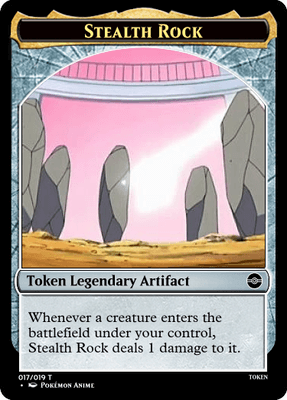 STEALTH ROCK
Token Legendary Artifact
Whenever a creature enters the
battlefield under your control,
Stealth Rock deals 1 damage to it.
017/019 T
TOKEN
• POKÉMON ANIME